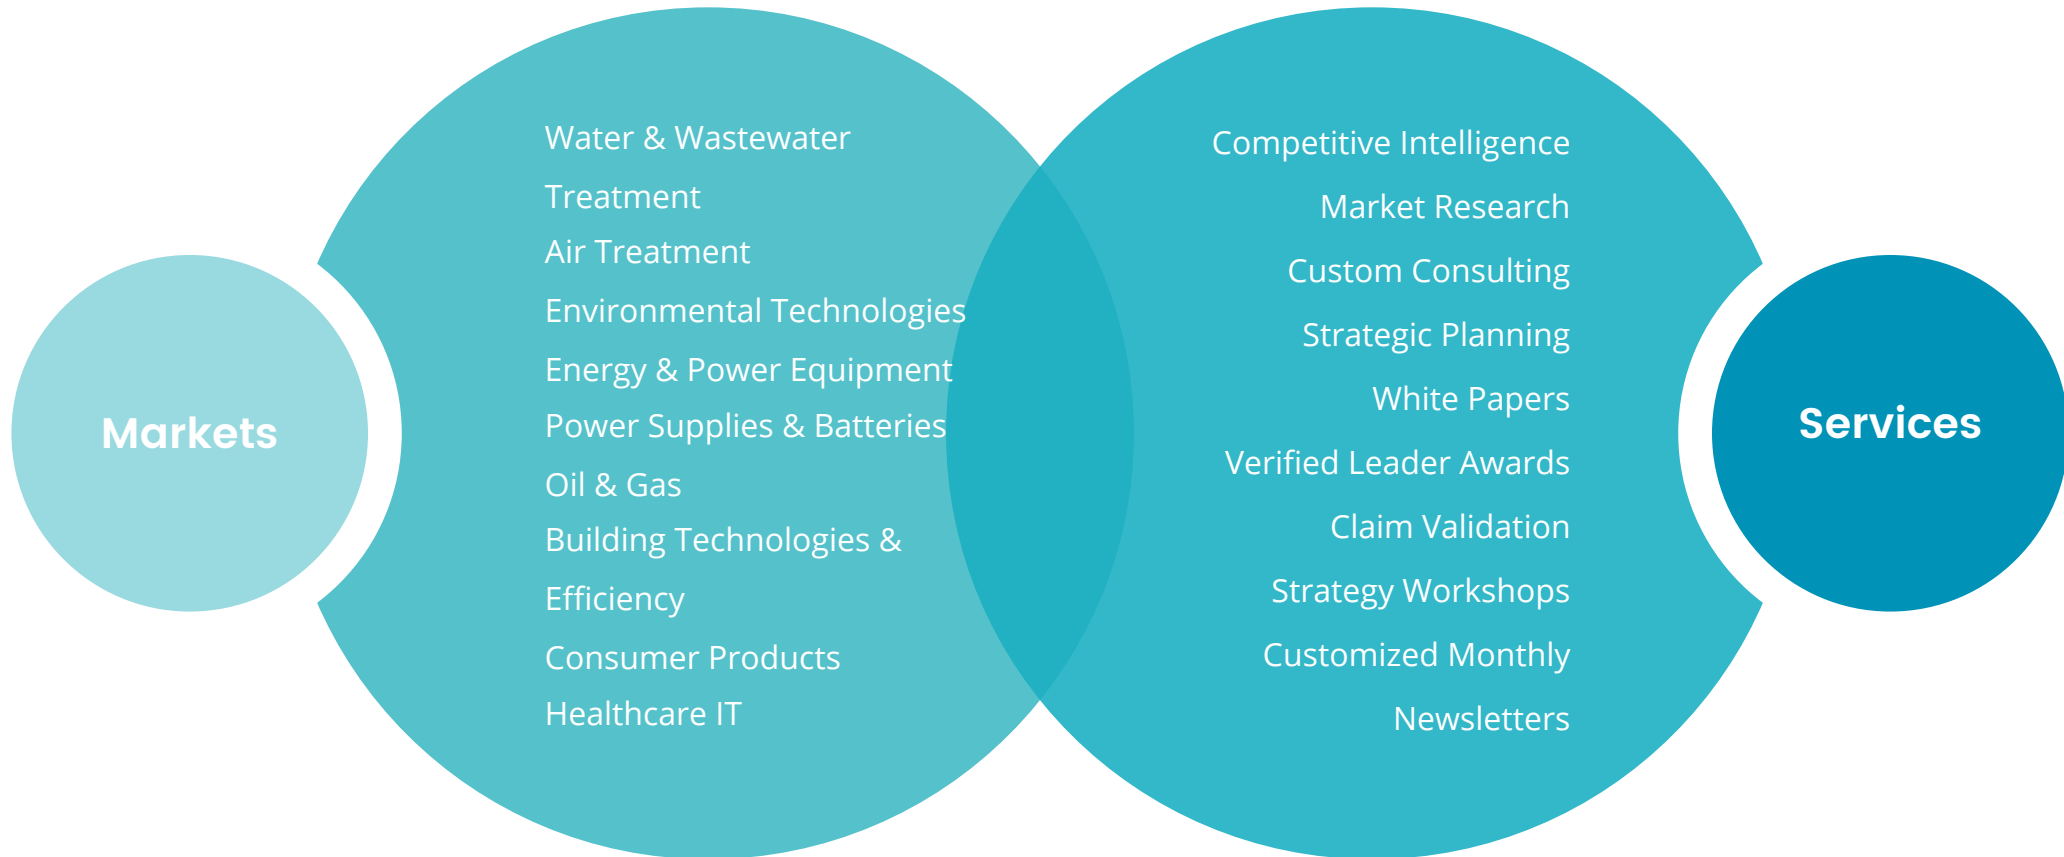 Markets
Water & Wastewater
Treatment
Air Treatment
Environmental Technologies
Energy & Power Equipment
Power Supplies & Batteries
Oil & Gas
Building Technologies &
Efficiency
Consumer Products
Healthcare IT
Competitive Intelligence
Market Research
Custom Consulting
Strategic Planning
White Papers
Verified Leader Awards
Claim Validation
Strategy Workshops
Customized Monthly
Newsletters
Services